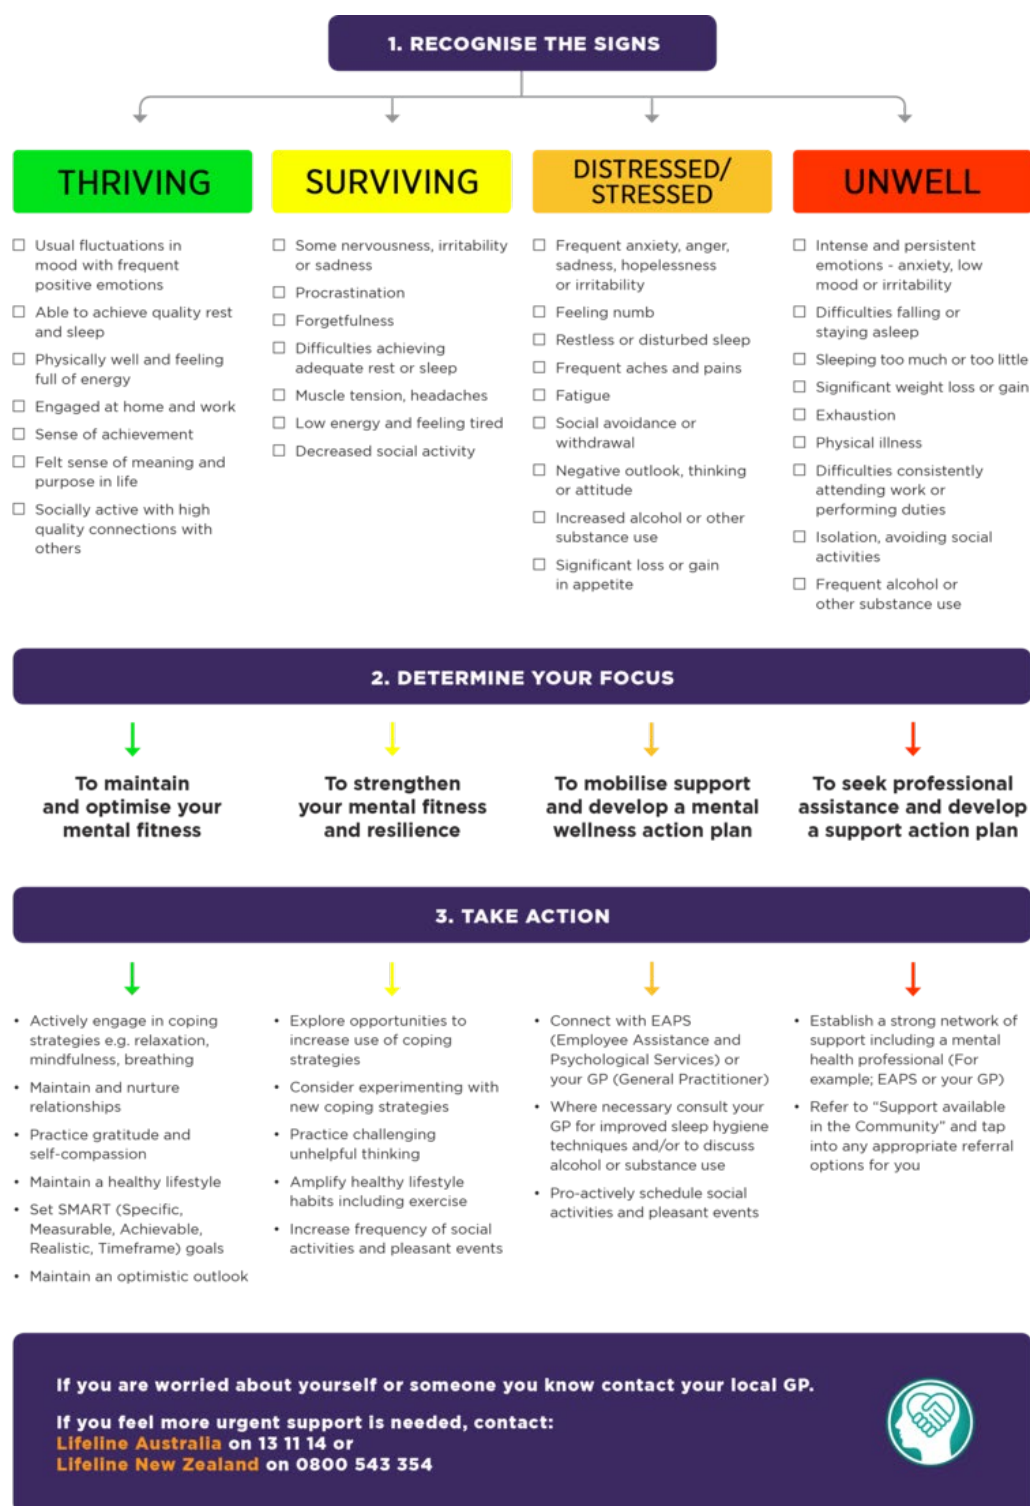 1. RECOGNISE THE SIGNS
THRIVING
Usual fluctuations in
mood with frequent
positive emotions
Able to achieve quality rest
and sleep
Physically well and feeling
full of energy
Engaged at home and work
Sense of achievement
Felt sense of meaning and
purpose in life
Socially active with high
quality connections with
others
SURVIVING
Some nervousness, irritability
or sadness
Procrastination
Forgetfulness
Difficulties achieving
adequate rest or sleep
Muscle tension, headaches
Low energy and feeling tired
Decreased social activity
DISTRESSED/
STRESSED
Frequent anxiety, anger,
sadness, hopelessness
or irritability
Feeling numb
Restless or disturbed sleep
Frequent aches and pains
Fatigue
Social avoidance or
withdrawal
Negative outlook, thinking
or attitude
Increased alcohol or other
substance use
Significant loss or gain
in appetite
UNWELL
Intense and persistent
emotions - anxiety, low
mood or irritability
Difficulties falling or
staying asleep
Sleeping too much or too little
Significant weight loss or gain
Exhaustion
Physical illness
Difficulties consistently
attending work or
performing duties
Isolation, avoiding social
activities
Frequent alcohol or
other substance use
2. DETERMINE YOUR FOCUS
To maintain
and optimise your
mental fitness
To strengthen
your mental fitness
and resilience
To mobilise support
and develop a mental
wellness action plan
To seek professional
assistance and develop
a support action plan
3. TAKE ACTION
• Actively engage in coping
strategies e.g. relaxation,
mindfulness, breathing
• Maintain and nurture
relationships
• Practice gratitude and
self-compassion
• Maintain a healthy lifestyle
• Set SMART (Specific,
Measurable, Achievable,
Realistic, Timeframe) goals
• Maintain an optimistic outlook
• Explore opportunities to
increase use of coping
strategies
• Consider experimenting with
new coping strategies
• Practice challenging
unhelpful thinking
• Amplify healthy lifestyle
habits including exercise
• Increase frequency of social
activities and pleasant events
• Connect with EAPS
(Employee Assistance and
Psychological Services) or
your GP (General Practitioner)
• Where necessary consult your
GP for improved sleep hygiene
techniques and/or to discuss
alcohol or substance use
• Pro-actively schedule social
activities and pleasant events
• Establish a strong network of
support including a mental
health professional (For
example; EAPS or your GP)
• Refer to “Support available
in the Community” and tap
into any appropriate referral
options for you
If you are worried about yourself or someone you know contact your local GP.
If you feel more urgent support is needed, contact:
Lifeline Australia on 13 11 14 or
Lifeline New Zealand on 0800 543 354